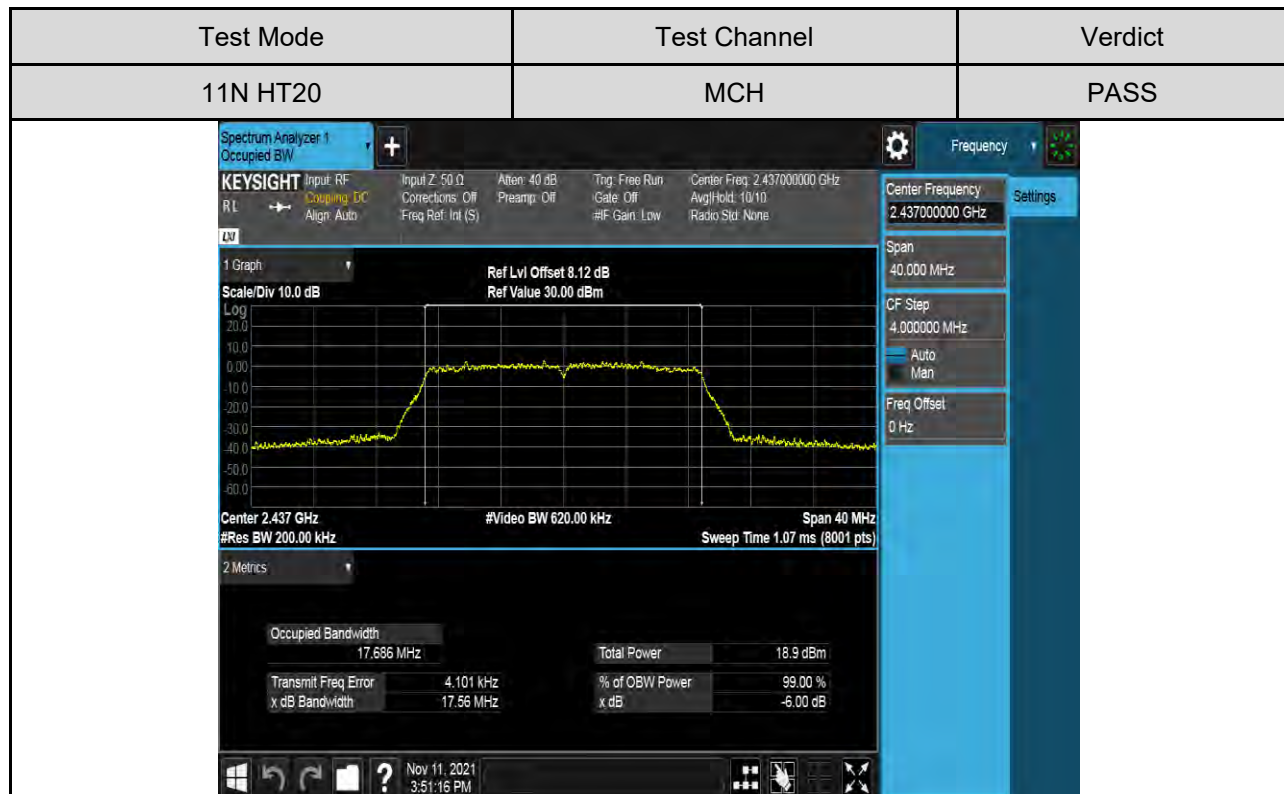 Test Mode Test Channel Verdict
11N HT20 MCH PASS
Spectrum Analyzer 1
Occupied BW
+
Frequency
KEYSIGHT Input: RF Input Z: 50 Ω Atten: 40 dB Trig: Free Run Center Freq: 2.437000000 GHz
RL Coupling: DC Corrections: Off Preamp: Off Gate: Off Avg|Hold: 10/10
Align: Auto Freq Ref: Int (S) #IF Gain: Low Radio Std: None
LXI
Center Frequency
2.437000000 GHz
Settings
Span
40.000 MHz
CF Step
4.000000 MHz
Auto
Man
Freq Offset
0 Hz
1 Graph
Scale/Div 10.0 dB
Ref Lvl Offset 8.12 dB
Ref Value 30.00 dBm
Log
20.0
10.0
0.00
-10.0
-20.0
-30.0
-40.0
-50.0
-60.0
Center 2.437 GHz #Video BW 620.00 kHz Span 40 MHz
#Res BW 200.00 kHz Sweep Time 1.07 ms (8001 pts)
2 Metrics
Occupied Bandwidth
17.686 MHz Total Power 18.9 dBm
Transmit Freq Error 4.101 kHz % of OBW Power 99.00 %
x dB Bandwidth 17.56 MHz x dB -6.00 dB
? Nov 11, 2021
3:51:16 PM